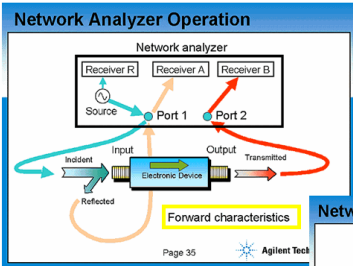 Network Analyzer Operation
Network analyzer
Receiver R
Receiver A
Receiver B
Source
Port 1
Port 2
Input
Output
Incident
Transmitted
Electronic Device
Reflected
Forward characteristics
Page 35
Agilent Tech
Netw